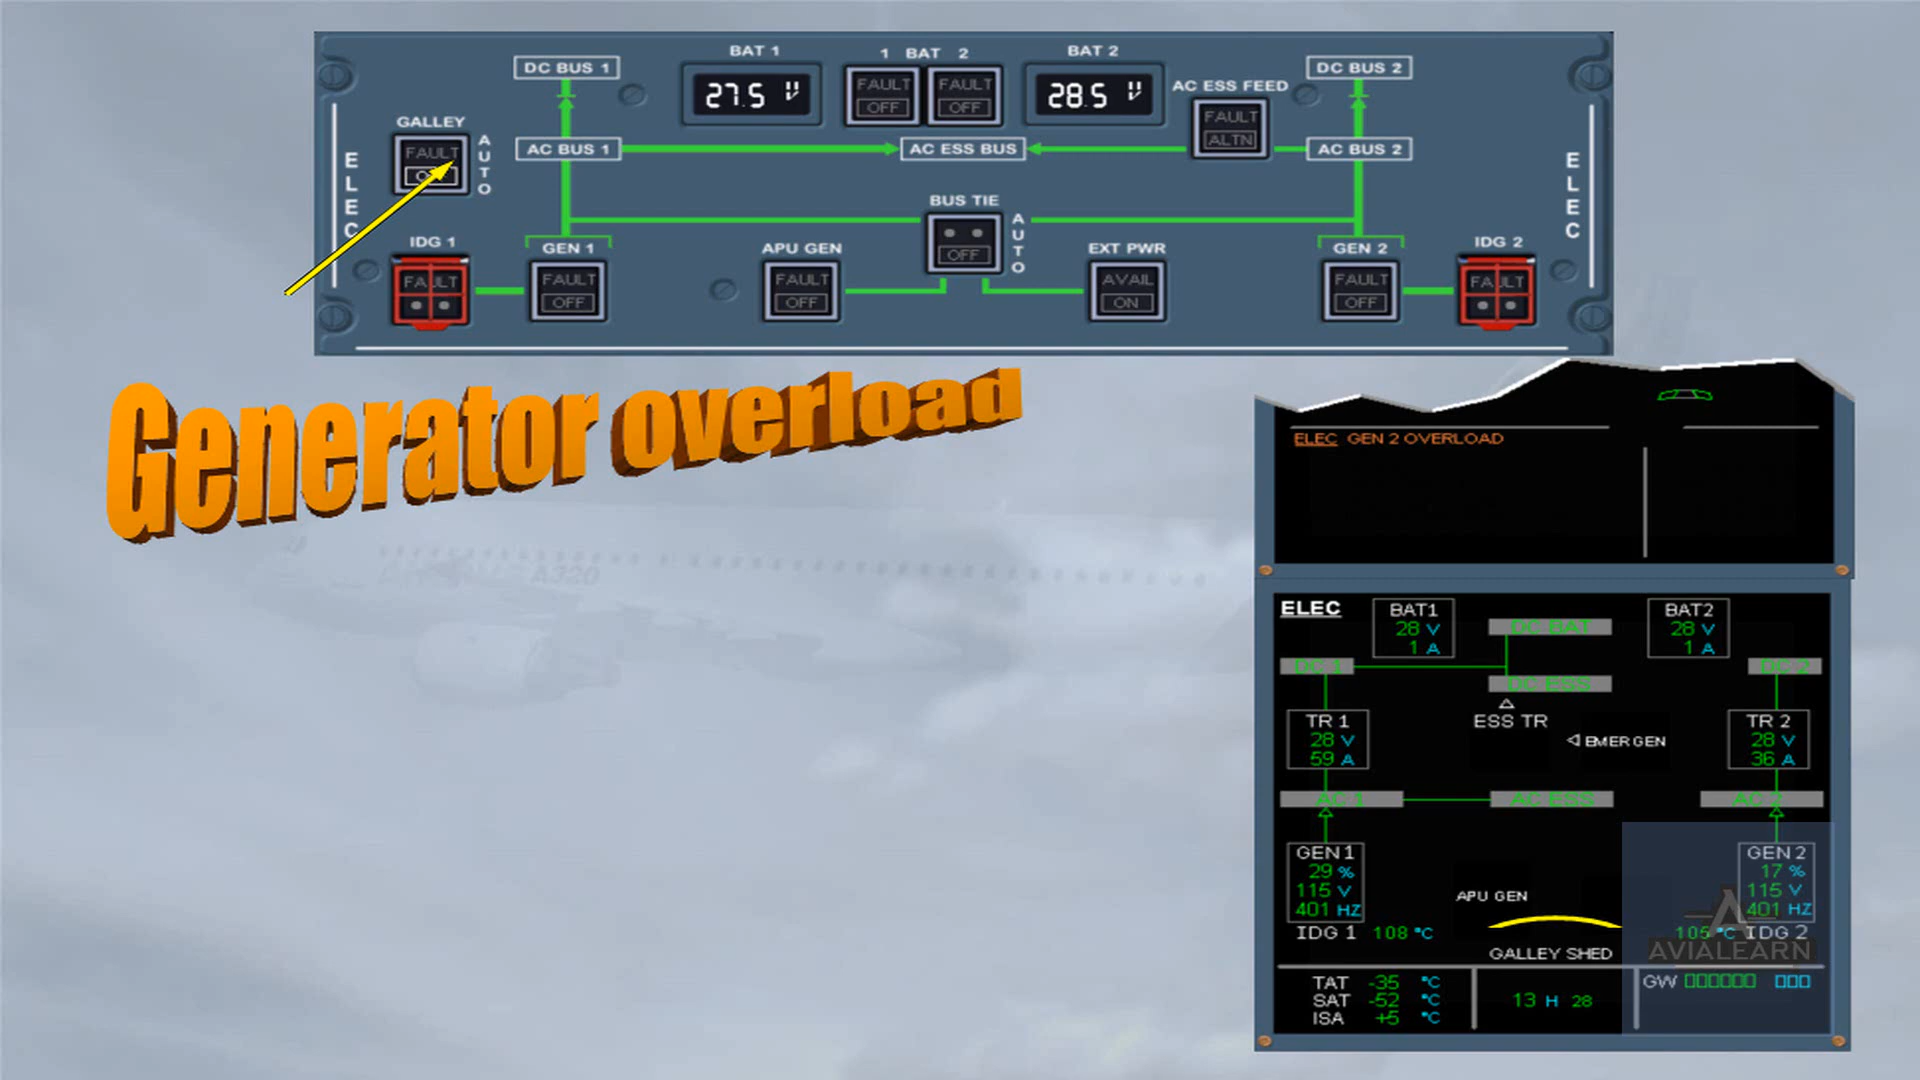 BAT 1
1 BAT 2
BAT 2
DC BUS 1
27.5 V
FAULT
OFF
FAULT
OFF
28.5 V
AC ESS FEED
FAULT
ALTN
DC BUS 2
GALLEY
FAULT
AUTO
AC BUS 1
AC ESS BUS
AC BUS 2
ELEC
ELEC
BUS TIE
OFF
AUTO
IDG 1
FAULT
GEN 1
FAULT
OFF
APU GEN
FAULT
OFF
EXT PWR
AVAIL
ON
GEN 2
FAULT
OFF
IDG 2
FAULT
Generator overload
ELEC GEN 2 OVERLOAD
A320
ELEC
BAT1
28 V
1 A
DC BAT
BAT2
28 V
1 A
DC 1
DC 2
DC ESS
ESS TR
TR 1
28 V
59 A
EMER GEN
TR 2
28 V
36 A
AC 1
AC ESS
AC 2
GEN 1
29 %
115 V
401 HZ
APU GEN
GEN 2
17 %
115 V
401 HZ
IDG 1 108 °C
105 °C IDG 2
GALLEY SHED
AVIALEARN
TAT -35 °C
SAT -52 °C
ISA +5 °C
13 H 28
GW